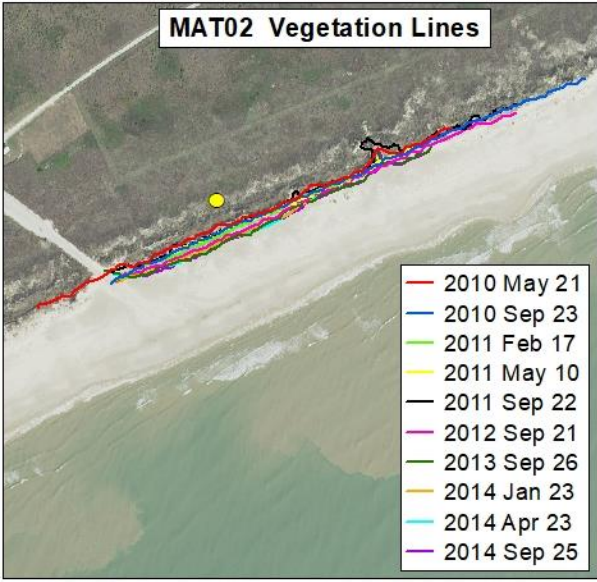 MAT02 Vegetation Lines
2010 May 21
2010 Sep 23
2011 Feb 17
2011 May 10
2011 Sep 22
2012 Sep 21
2013 Sep 26
2014 Jan 23
2014 Apr 23
2014 Sep 25